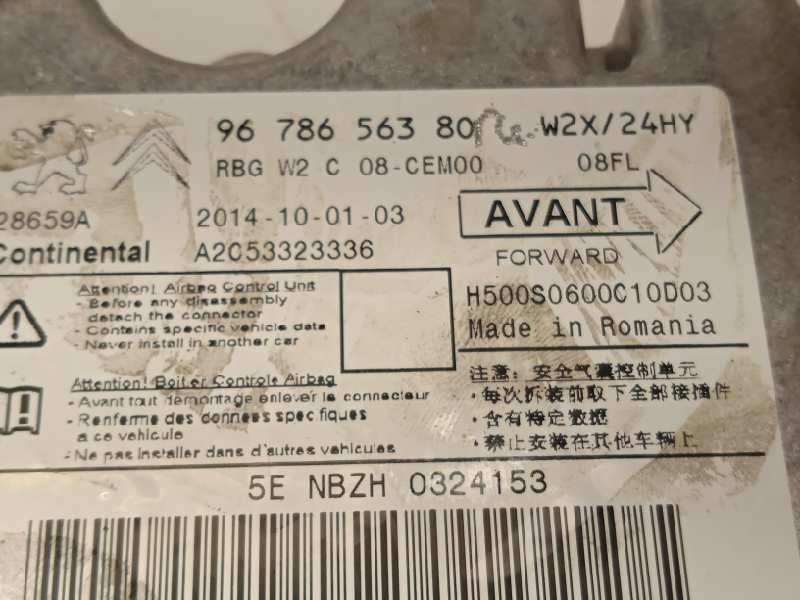 96 786 563 80 W2X/24HY
RBG W2 C 08-CEM00 08FL
28659A 2014-10-01-03 AVANT
Continental A2C53323336 FORWARD
Attention! Airbag Control Unit
- Before any disassembly
detach the connector
- Contains specific vehicle data
- Never install in another car
H500S0600C10D03
Made in Romania
Attention! Boitier Controle Airbag
- Avant tout demontage enlever le connecteur
- Renferme des donnees specifiques
a ce vehicule
- Ne pas installer dans d'autres vehicules
注意: 安全气囊控制单元
- 每次拆装前取下全部接插件
- 含有特定数据
- 禁止安装在其他车辆上
5E NBZH 0324153